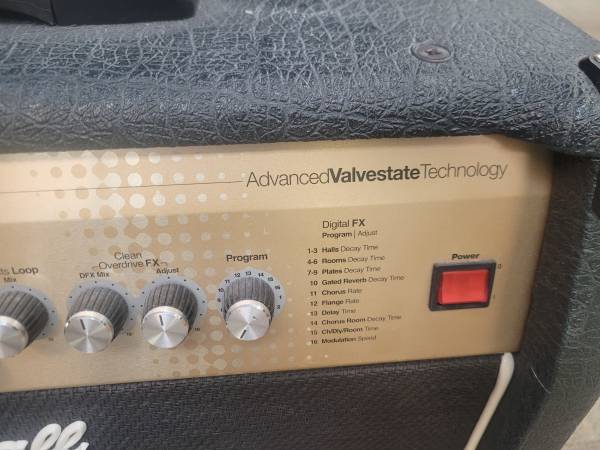 AdvancedValvestateTechnology
Digital FX
Program | Adjust
1-3 Halls Decay Time
4-6 Rooms Decay Time
7-9 Plates Decay Time
10 Gated Reverb Decay Time
11 Chorus Rate
12 Flange Rate
13 Delay Time
14 Chorus Room Decay Time
15 Ch/Dly/Room Time
16 Modulation Speed
Power
Loop
Mix
Clean
Overdrive FX
DFX Mix
Adjust
Program